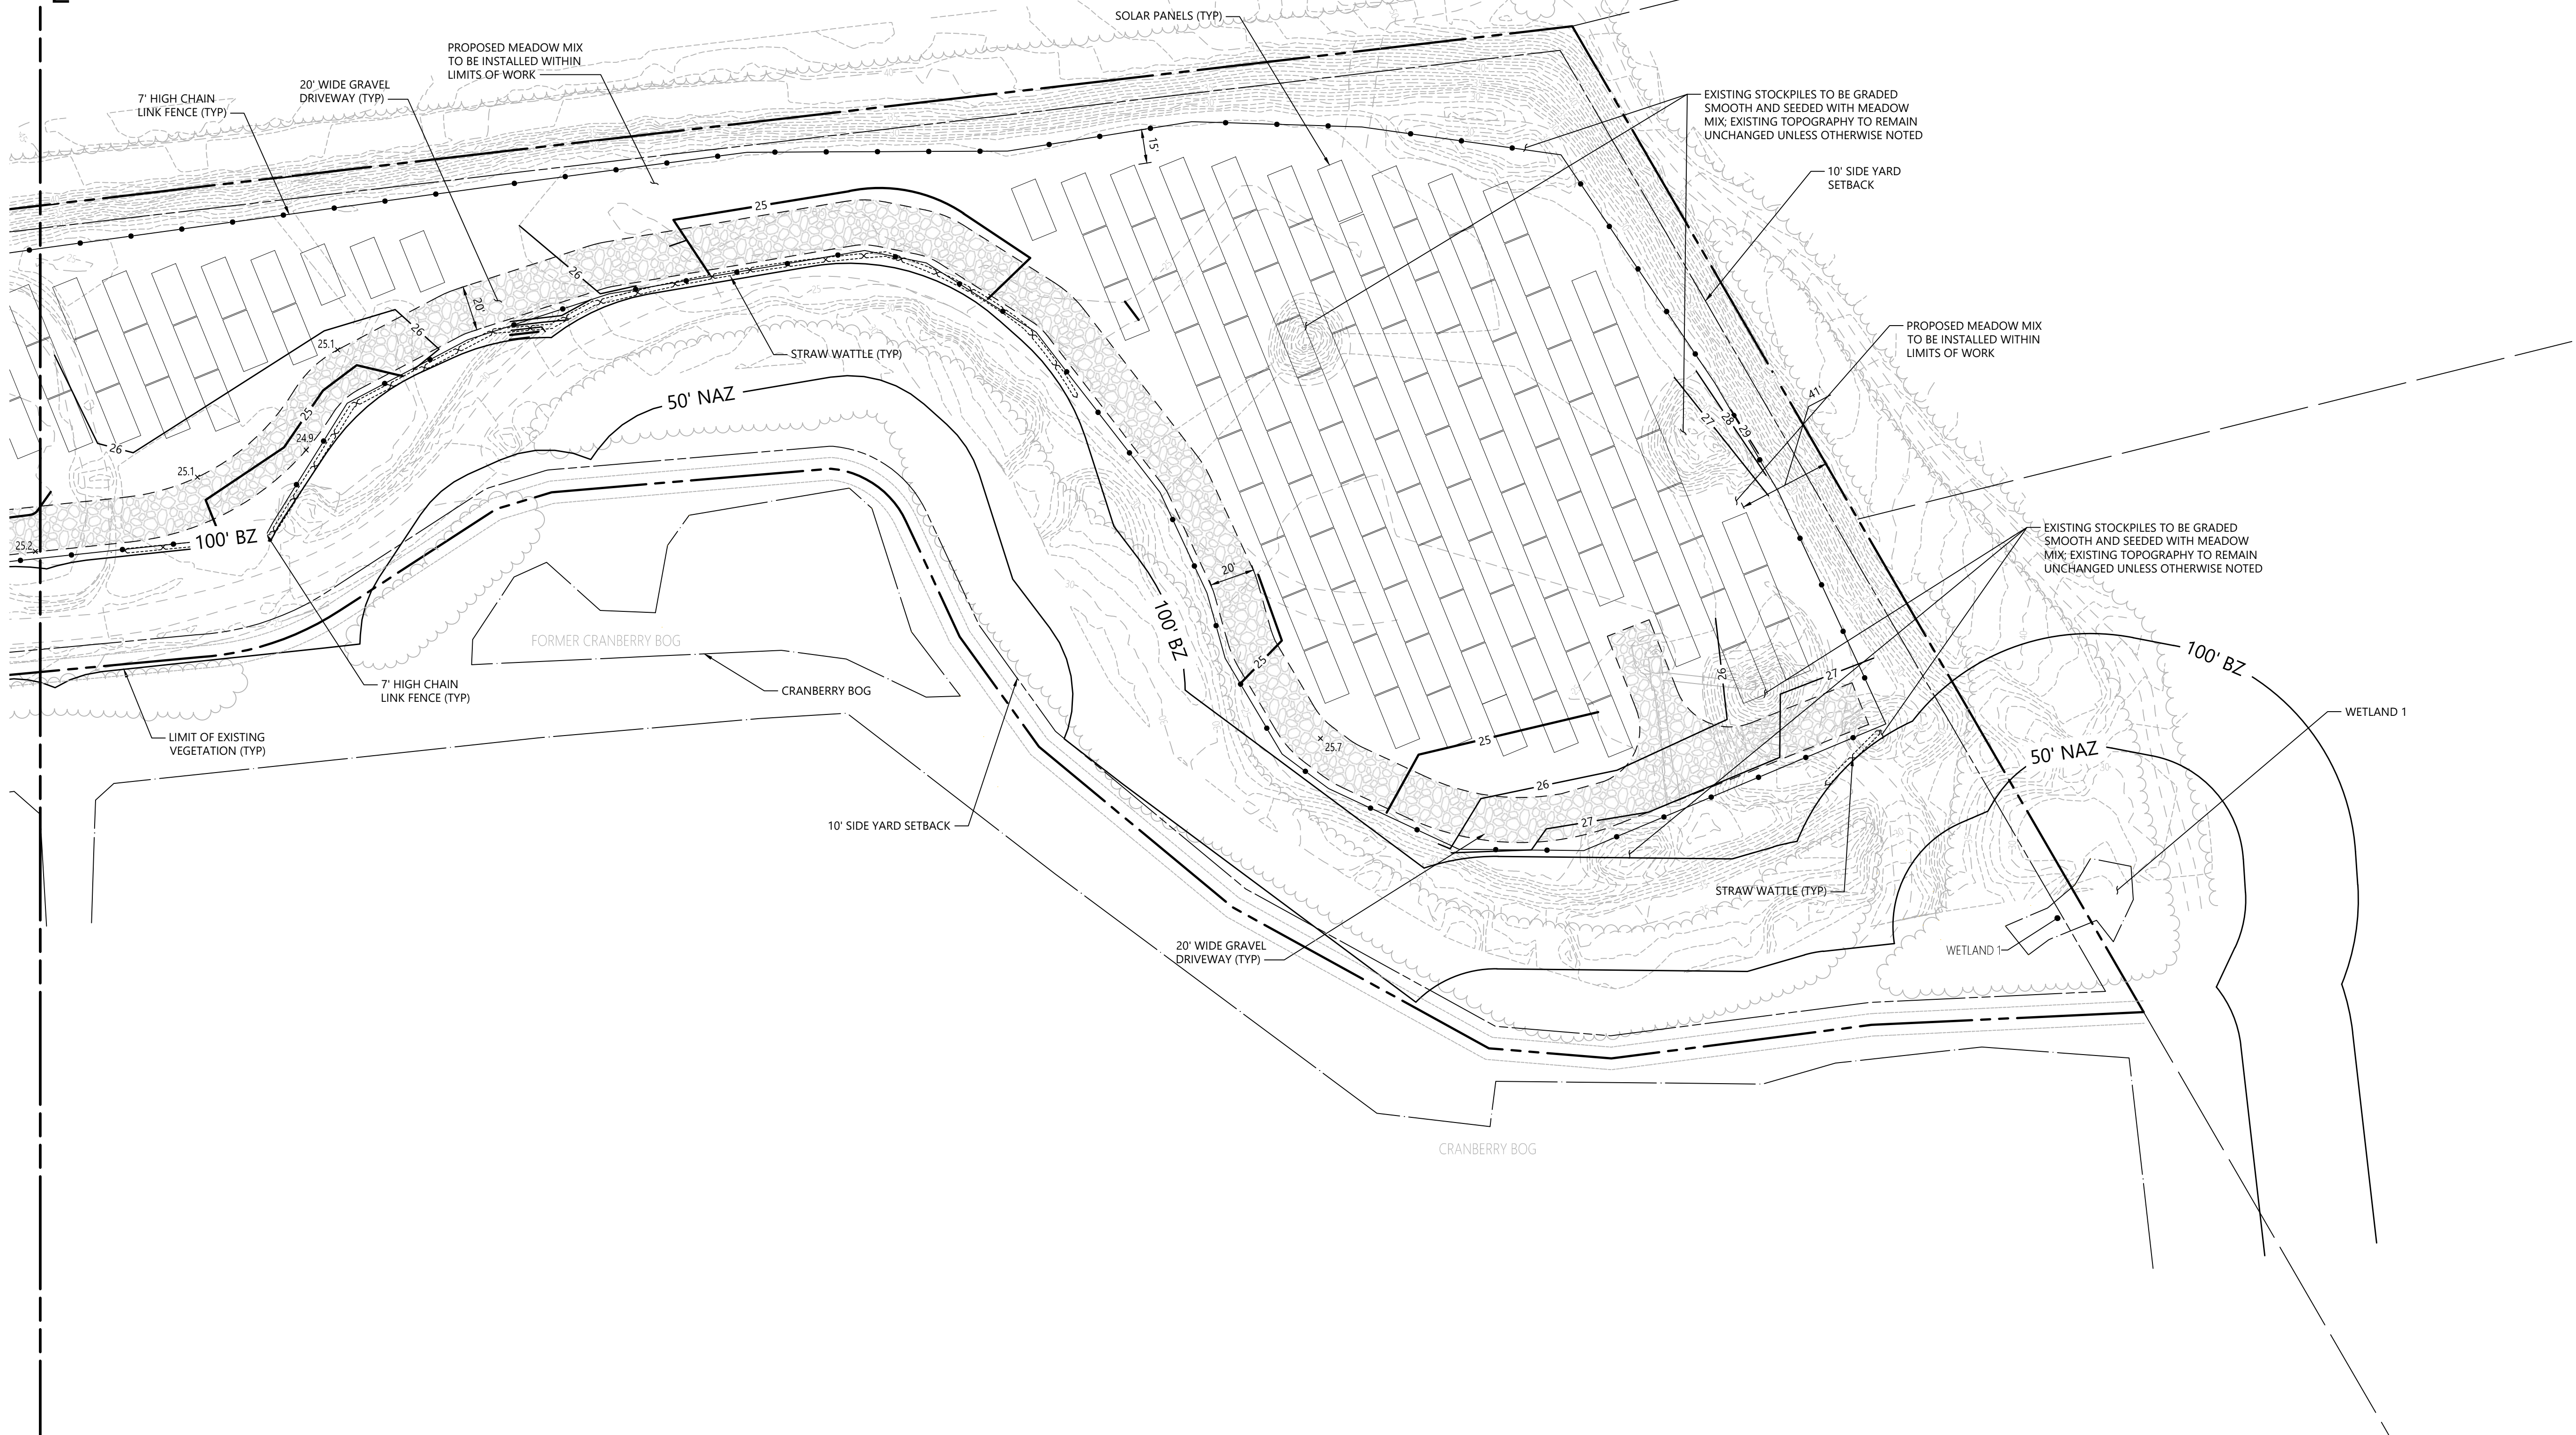 SOLAR PANELS (TYP)
PROPOSED MEADOW MIX
TO BE INSTALLED WITHIN
LIMITS OF WORK
20' WIDE GRAVEL
DRIVEWAY (TYP)
7' HIGH CHAIN
LINK FENCE (TYP)
EXISTING STOCKPILES TO BE GRADED
SMOOTH AND SEEDED WITH MEADOW
MIX; EXISTING TOPOGRAPHY TO REMAIN
UNCHANGED UNLESS OTHERWISE NOTED
15'
10' SIDE YARD
SETBACK
25
26
20'
26
25.1
STRAW WATTLE (TYP)
PROPOSED MEADOW MIX
TO BE INSTALLED WITHIN
LIMITS OF WORK
41'
50' NAZ
27
28
29
25
24.9
26
25.1
25.2
100' BZ
EXISTING STOCKPILES TO BE GRADED
SMOOTH AND SEEDED WITH MEADOW
MIX; EXISTING TOPOGRAPHY TO REMAIN
UNCHANGED UNLESS OTHERWISE NOTED
20'
100' BZ
FORMER CRANBERRY BOG
25
26
27
100' BZ
7' HIGH CHAIN
LINK FENCE (TYP)
CRANBERRY BOG
WETLAND 1
LIMIT OF EXISTING
VEGETATION (TYP)
25.7
25
50' NAZ
26
27
10' SIDE YARD SETBACK
STRAW WATTLE (TYP)
20' WIDE GRAVEL
DRIVEWAY (TYP)
WETLAND 1
CRANBERRY BOG